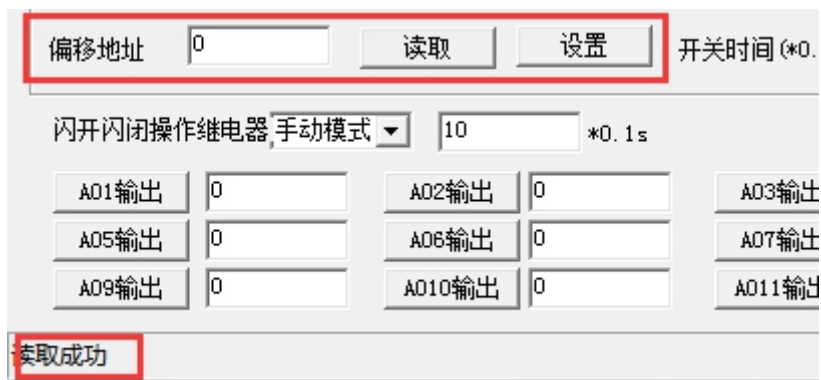 偏移地址 0 读取 设置 开关时间(*0.
闪开闪闭操作继电器 手动模式 10 *0.1s
A01输出 0 A02输出 0 A03输出
A05输出 0 A06输出 0 A07输出
A09输出 0 A010输出 0 A011输出
读取成功